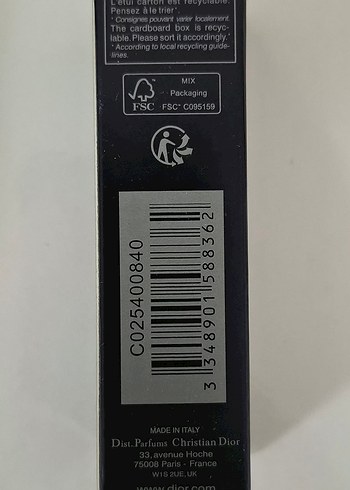 L'étui carton est recyclable.
Pensez à le trier*.
* Consignes pouvant varier localement.
The cardboard box is recyc-
lable. Please sort it accordingly.*
* According to local recycling guide-
lines.
MIX
Packaging
FSC
FSC® C095159
C025400840
3 348901 588362
MADE IN ITALY
Dist. Parfums Christian Dior
33, avenue Hoche
75008 Paris - France
W1S 2UE, UK
www.dior.com